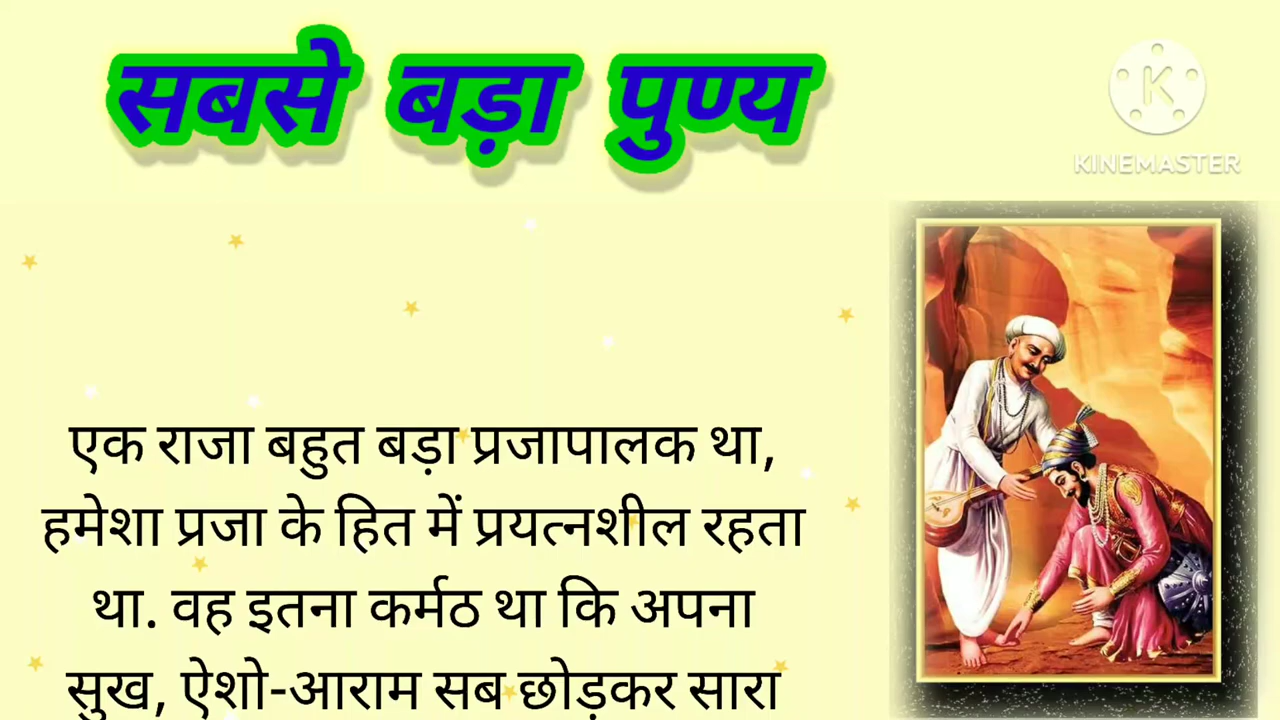 सबसे बड़ा पुण्य
K
KINEMASTER
एक राजा बहुत बड़ा प्रजापालक था,
हमेशा प्रजा के हित में प्रयत्नशील रहता
था. वह इतना कर्मठ था कि अपना
सुख, ऐशो-आराम सब छोड़कर सारा